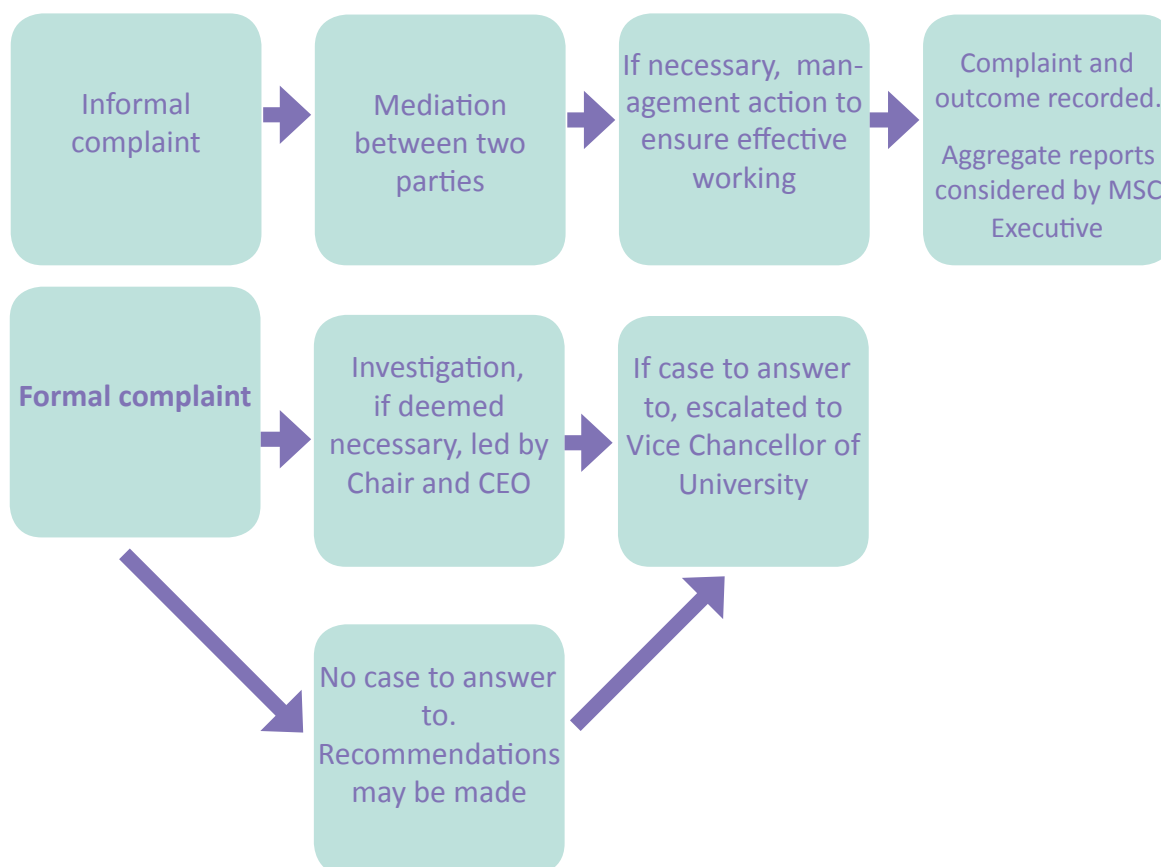 Informal
complaint
Mediation
between two
parties
If necessary,  man-
agement action to
ensure effective
working
Complaint and
outcome recorded.
Aggregate reports
considered by MSC
Executive
Formal complaint
Investigation,
if deemed
necessary, led by
Chair and CEO
If case to answer
to, escalated to
Vice Chancellor of
University
No case to answer
to.
Recommendations
may be made